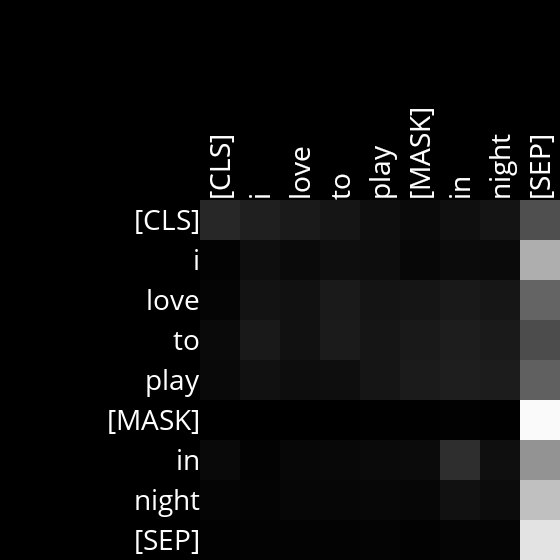 [CLS]
i
love
to
play
[MASK]
in
night
[SEP]
[CLS]
i
love
to
play
[MASK]
in
night
[SEP]